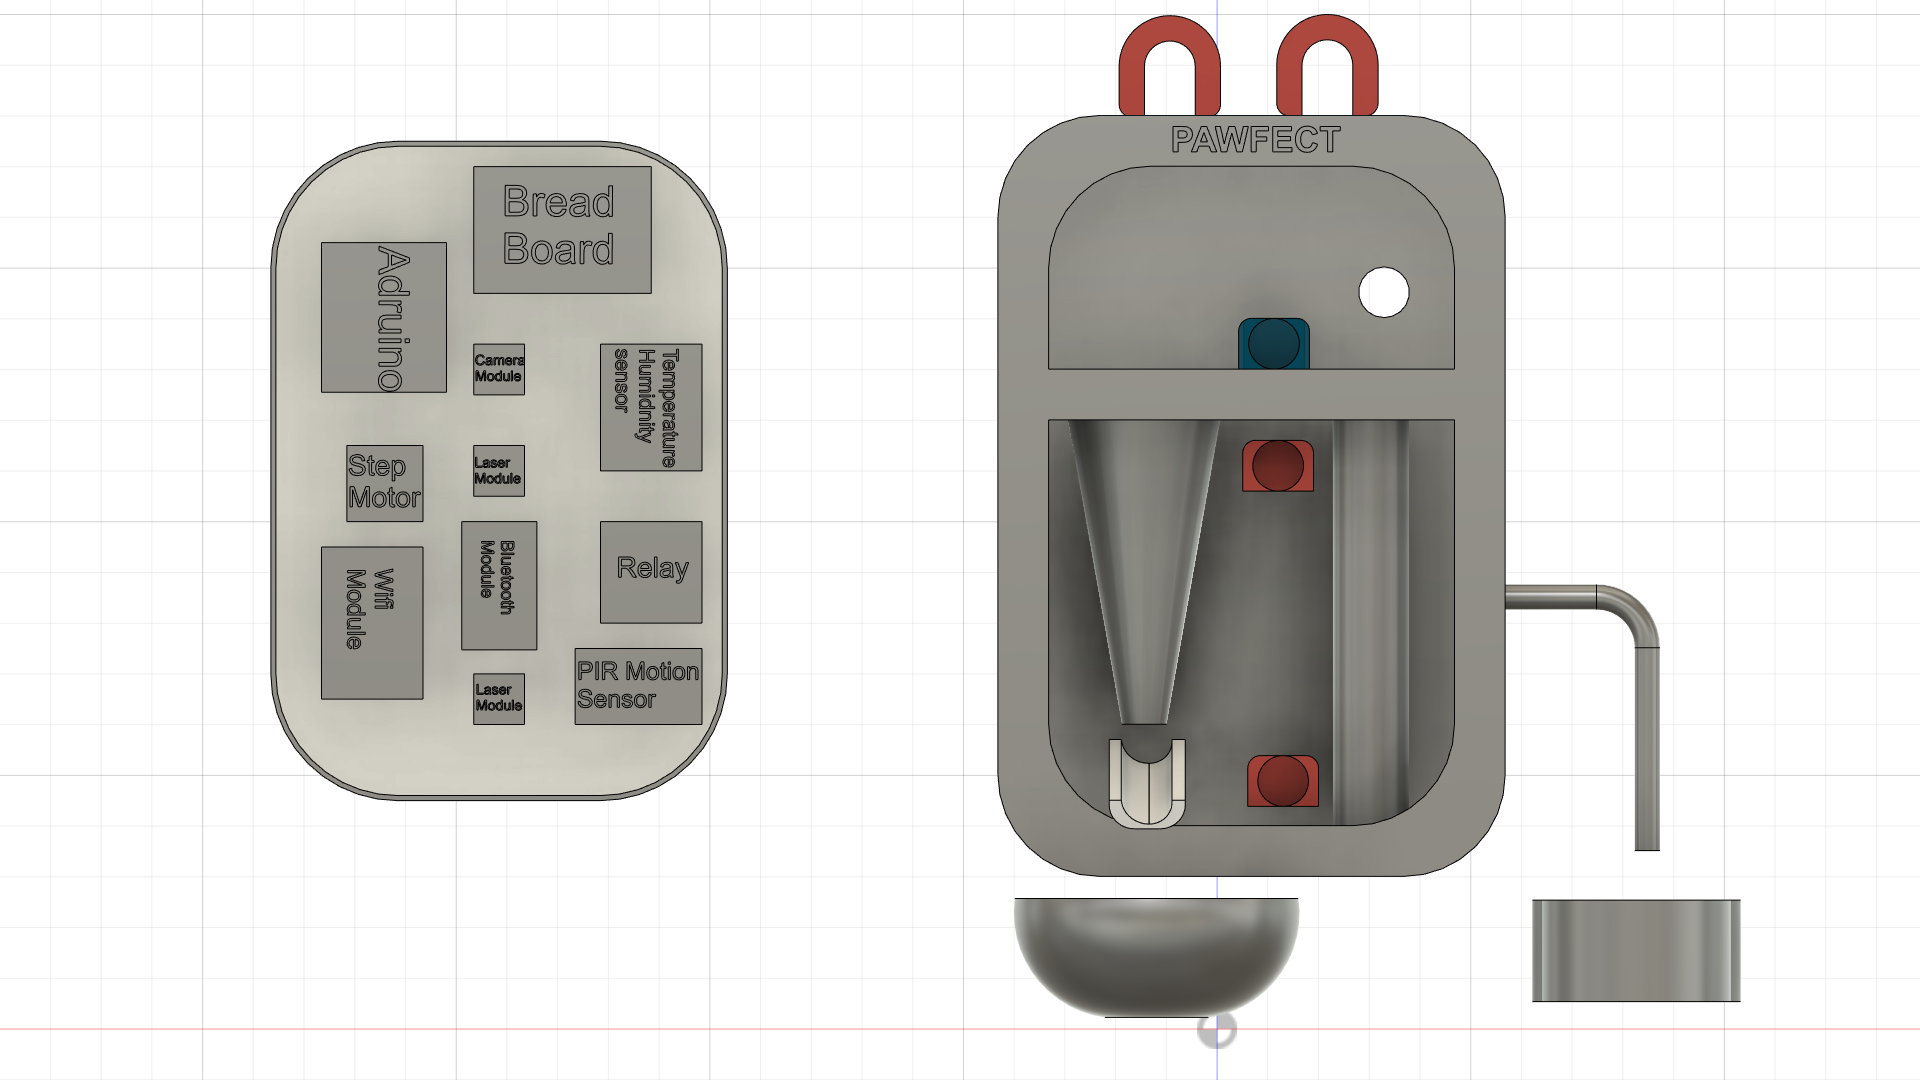 PAWFECT
Bread
Board
Adruino
Camera
Module
Temperature
Humidnity
sensor
Step
Motor
Laser
Module
Bluetooth
Module
Relay
Wifi
Module
PIR Motion
Sensor
Laser
Module